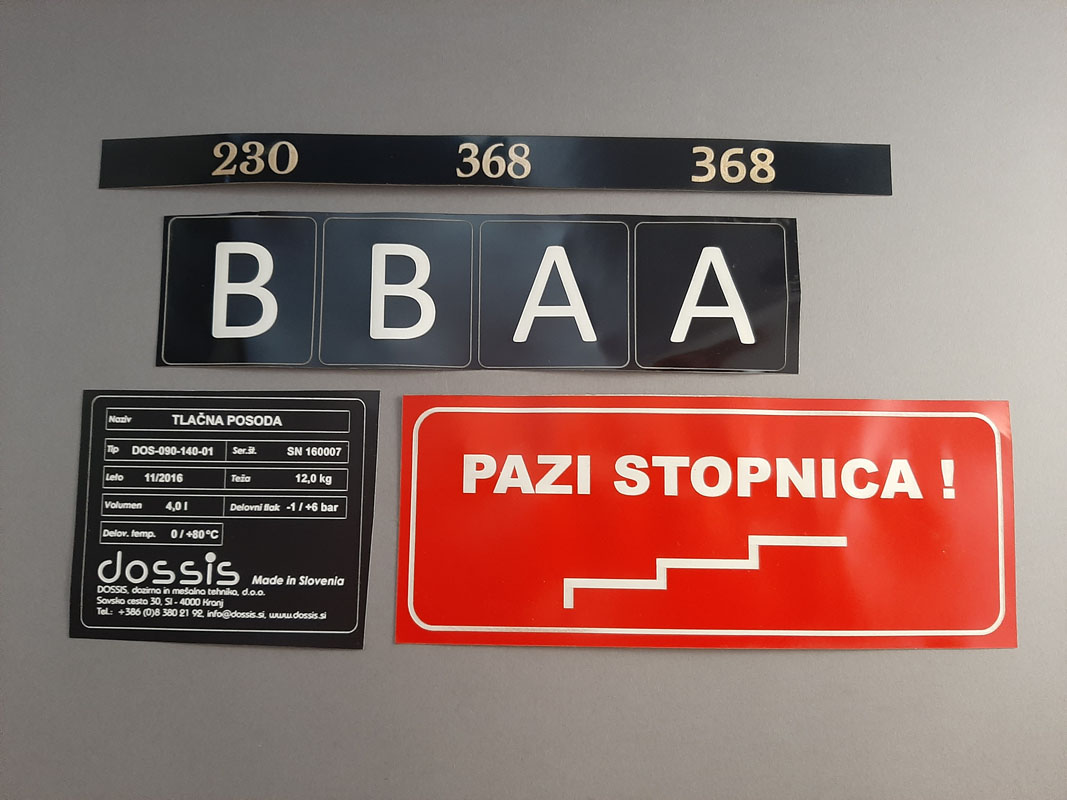 230 368 368
B B A A
Naziv TLAČNA POSODA
Tip DOS-090-140-01 Ser.št. SN 160007
Leto 11/2016 Teža 12,0 kg
Volumen 4,0 l Delovni tlak -1 / +6 bar
Delov. temp. 0 / +80°C
dossis Made in Slovenia
DOSSIS, dozirna in mešalna tehnika, d.o.o.
Savska cesta 30, SI - 4000 Kranj
Tel.: +386 (0)8 380 21 92, info@dossis.si, www.dossis.si
PAZI STOPNICA !